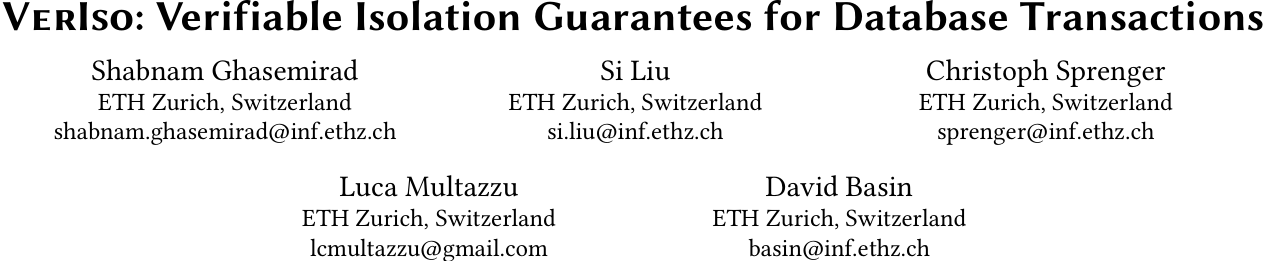 VerIso: Verifiable Isolation Guarantees for Database Transactions
Shabnam Ghasemirad
ETH Zurich, Switzerland
shabnam.ghasemirad@inf.ethz.ch
Si Liu
ETH Zurich, Switzerland
si.liu@inf.ethz.ch
Christoph Sprenger
ETH Zurich, Switzerland
sprenger@inf.ethz.ch
Luca Multazzu
ETH Zurich, Switzerland
lcmultazzu@gmail.com
David Basin
ETH Zurich, Switzerland
basin@inf.ethz.ch